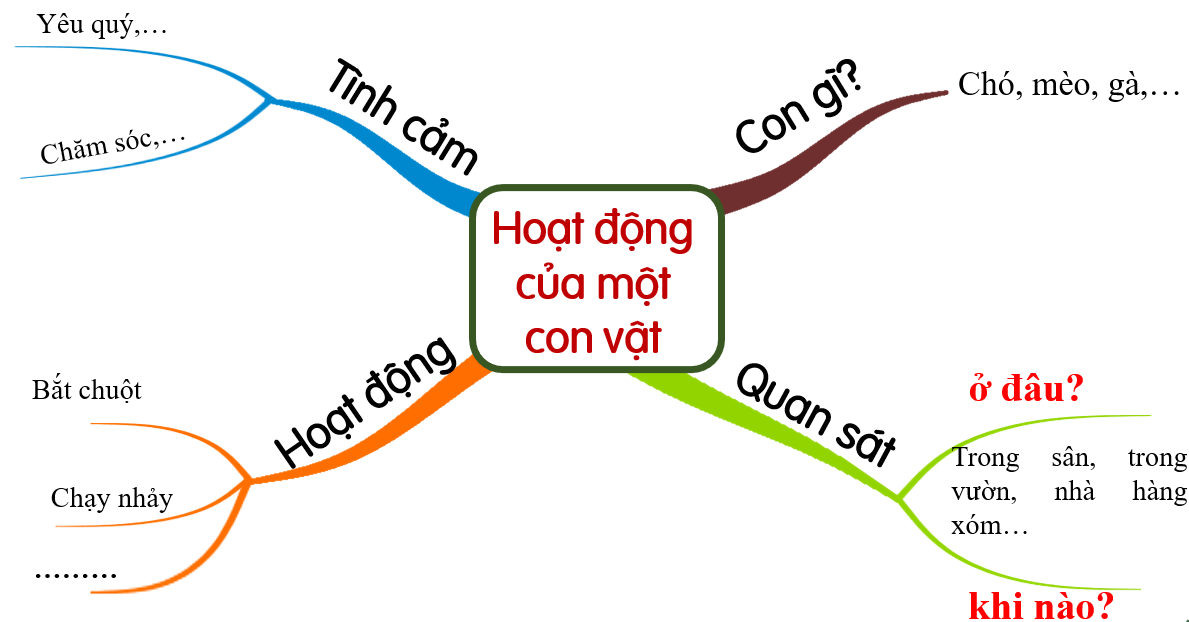 Hoạt động
của một
con vật
Con gì?
Chó, mèo, gà,…
Quan sát
ở đâu?
Trong sân, trong
vườn, nhà hàng
xóm…
khi nào?
Hoạt động
Bắt chuột
Chạy nhảy
.........
Tình cảm
Yêu quý,…
Chăm sóc,…